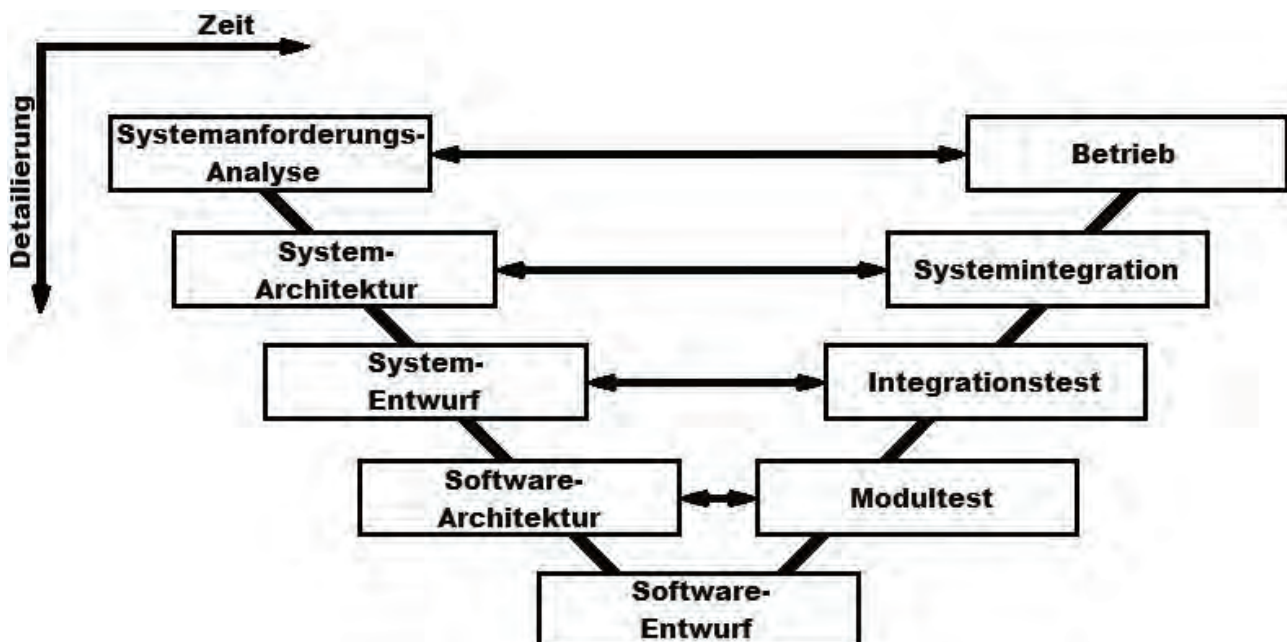 Zeit
Detailierung
Systemanforderungs-
Analyse
Betrieb
System-
Architektur
Systemintegration
System-
Entwurf
Integrationstest
Software-
Architektur
Modultest
Software-
Entwurf